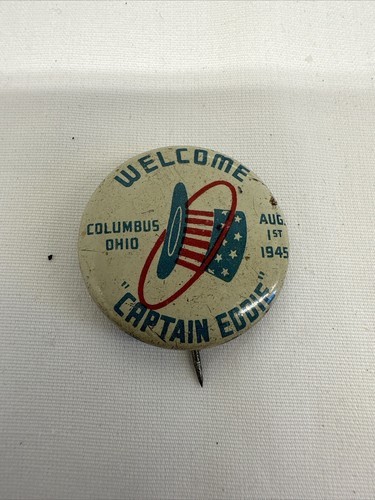 WELCOME
COLUMBUS
OHIO
AUG.
1ST
1945
"CAPTAIN EDDIE"